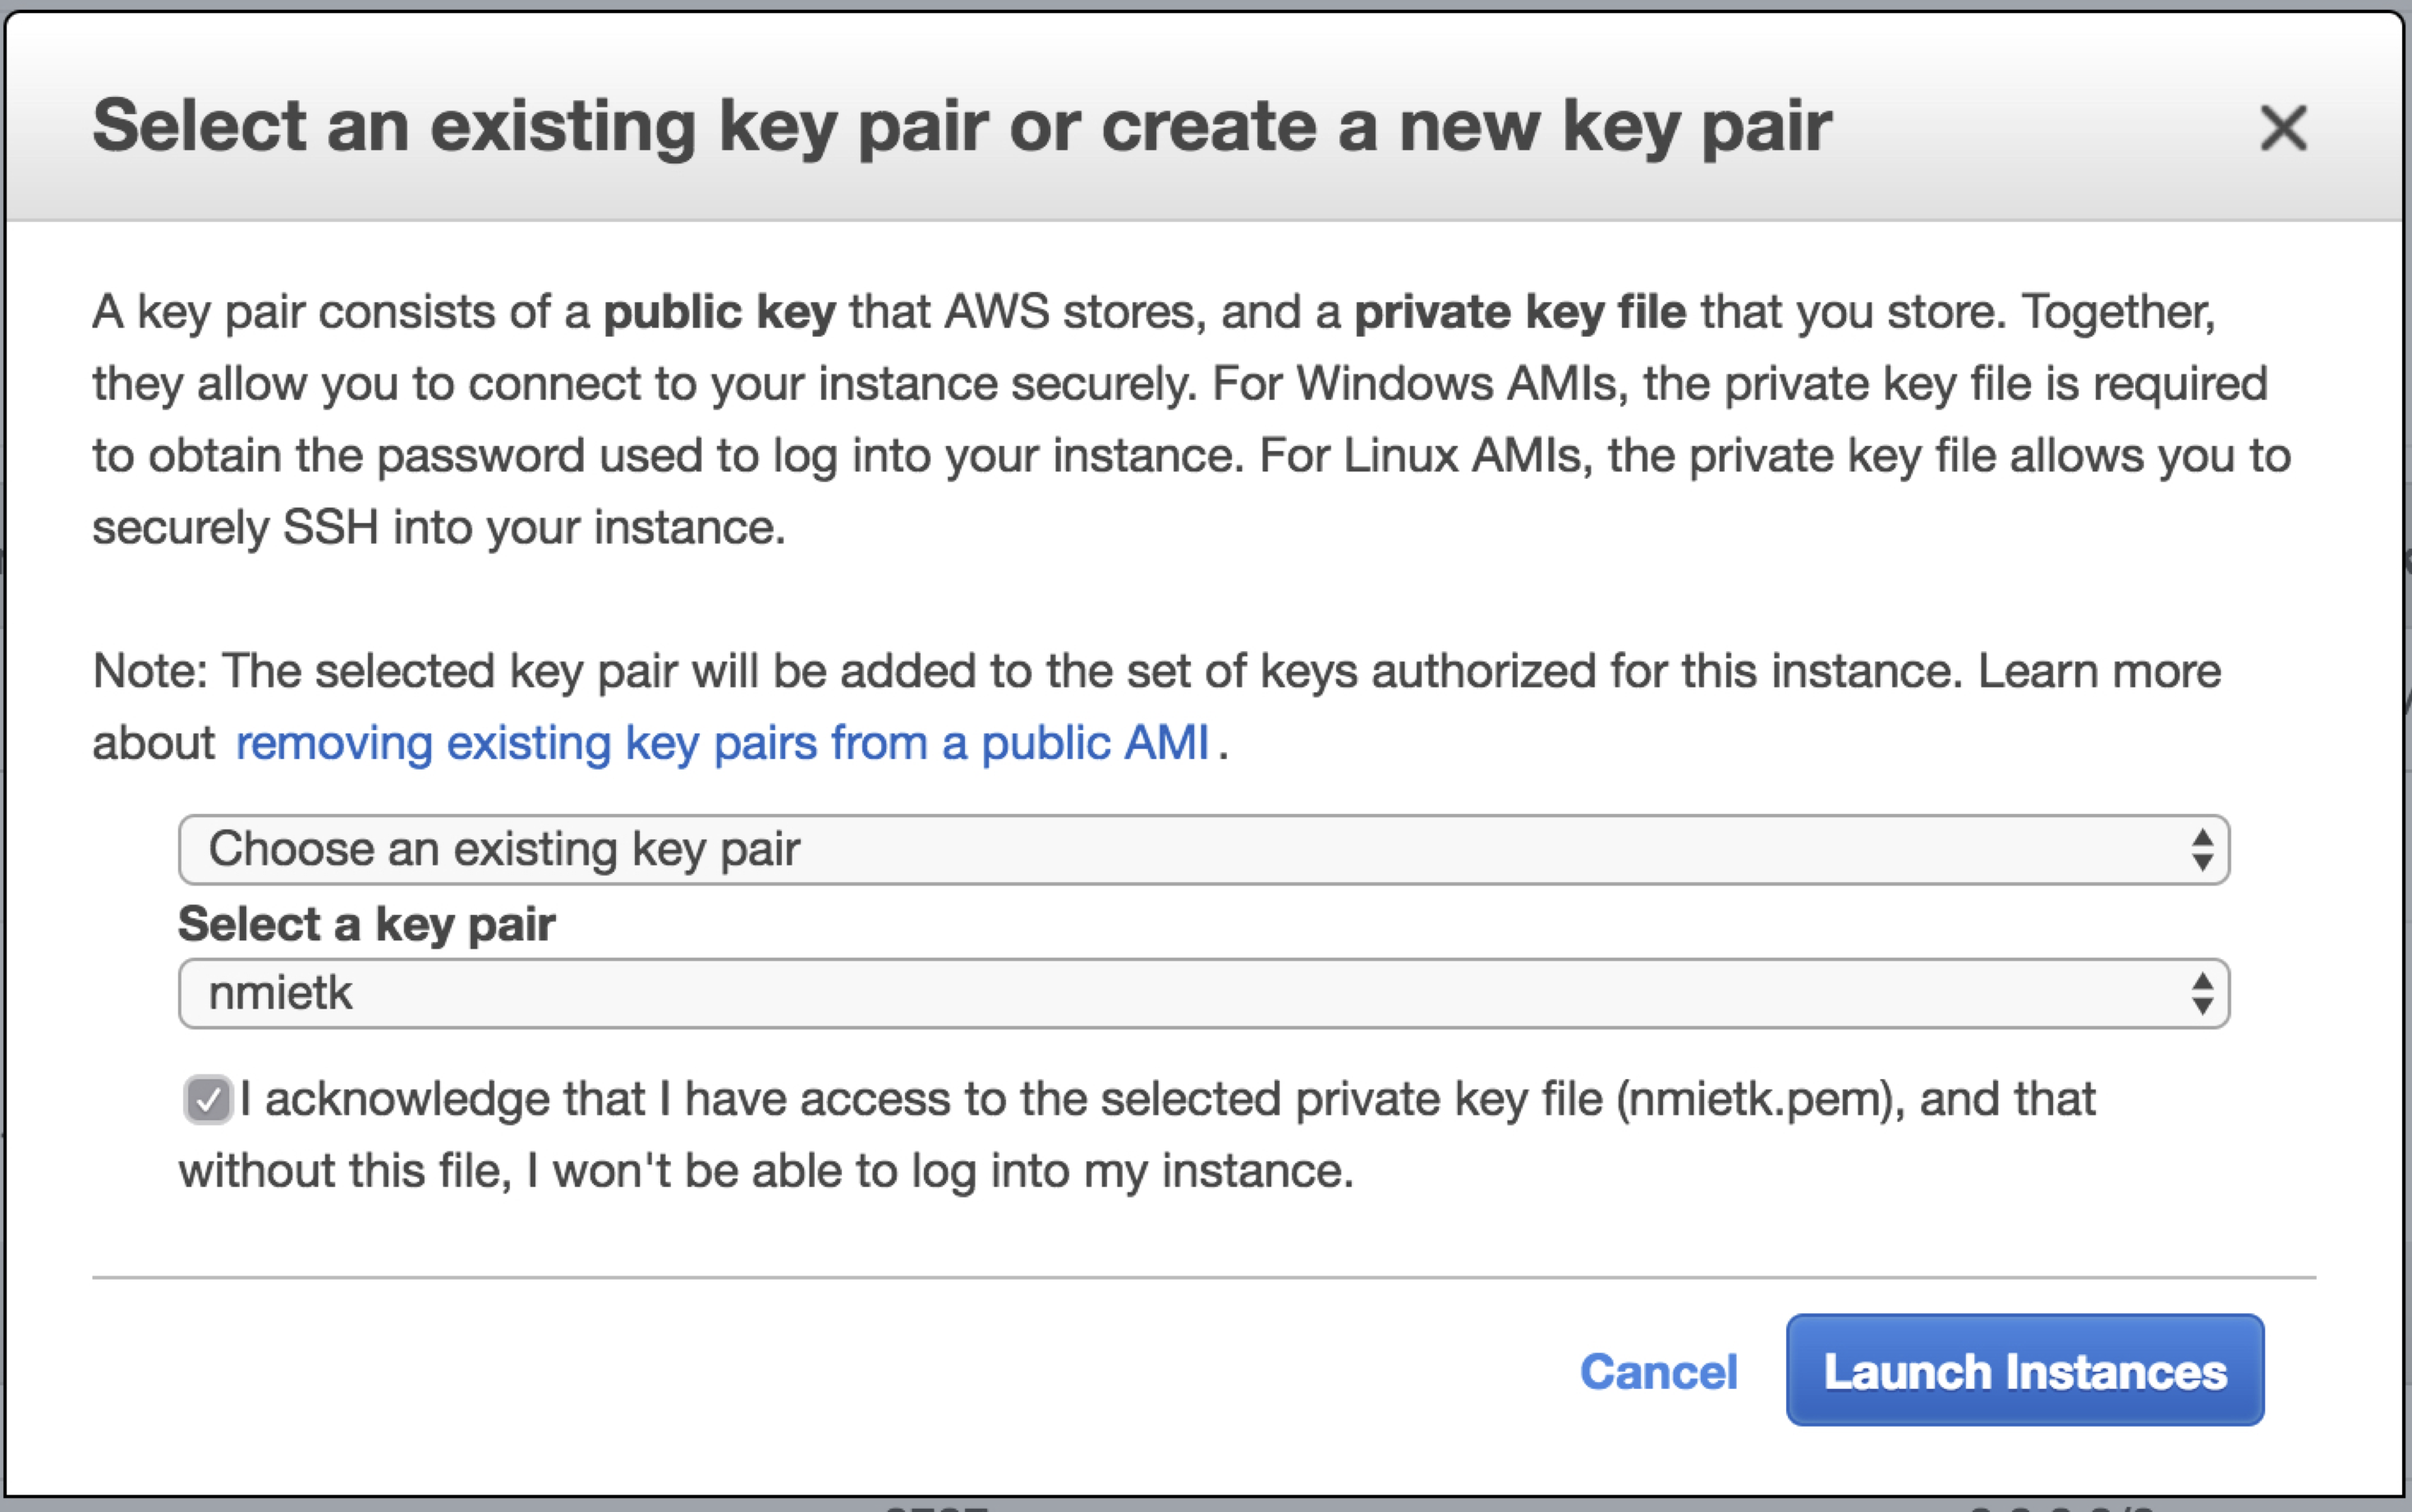 Select an existing key pair or create a new key pair
A key pair consists of a public key that AWS stores, and a private key file that you store. Together,
they allow you to connect to your instance securely. For Windows AMIs, the private key file is required
to obtain the password used to log into your instance. For Linux AMIs, the private key file allows you to
securely SSH into your instance.
Note: The selected key pair will be added to the set of keys authorized for this instance. Learn more
about removing existing key pairs from a public AMI .
Choose an existing key pair
Select a key pair
nmietk
I acknowledge that I have access to the selected private key file (nmietk.pem), and that
without this file, I won't be able to log into my instance.
Cancel
Launch Instances